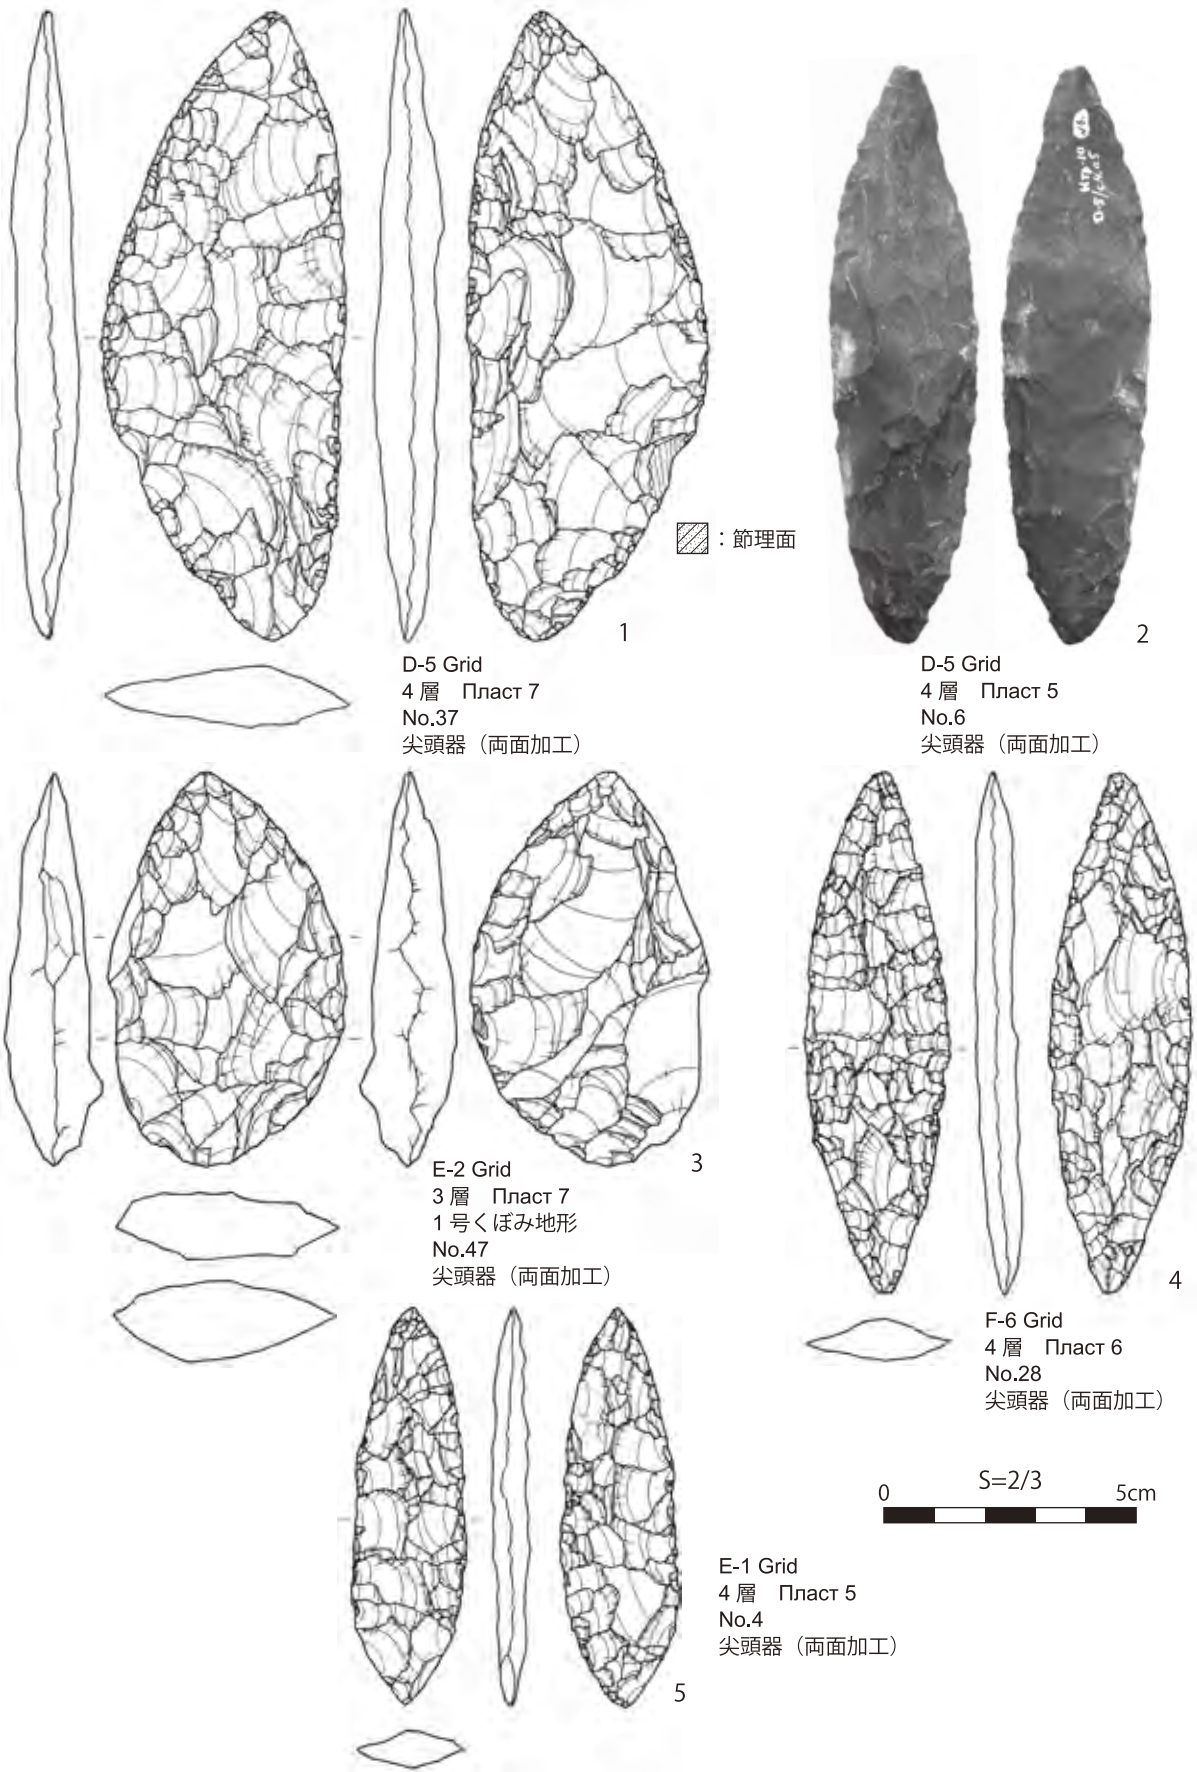 ：節理面
1
D-5 Grid
4 層　Пласт 7
No.37
尖頭器（両面加工）
2
D-5 Grid
4 層　Пласт 5
No.6
尖頭器（両面加工）
3
E-2 Grid
3 層　Пласт 7
1 号くぼみ地形
No.47
尖頭器（両面加工）
4
F-6 Grid
4 層　Пласт 6
No.28
尖頭器（両面加工）
S=2/3
0 5cm
E-1 Grid
4 層　Пласт 5
No.4
尖頭器（両面加工）
5